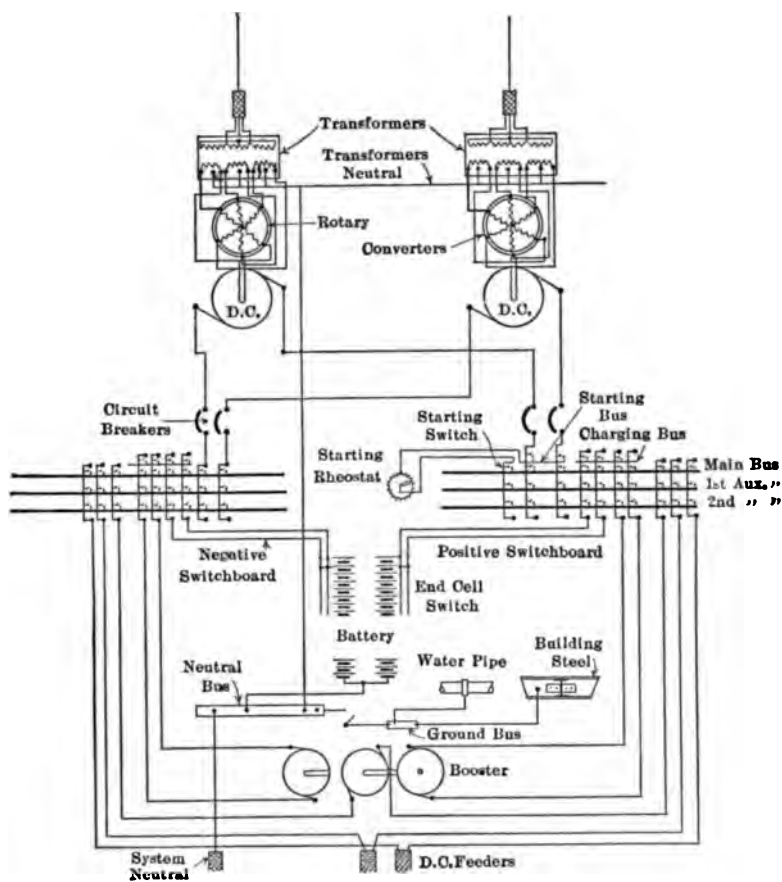 Transformers
Transformers
Neutral
Rotary
Converters
D.C.
D.C.
Circuit
Breakers
Starting
Switch
Starting
Bus
Charging Bus
Starting
Rheostat
Main Bus
1st Aux. „
2nd „ „
Negative
Switchboard
Positive Switchboard
End Cell
Switch
Battery
Neutral
Bus
Water Pipe
Building
Steel
Ground Bus
Booster
System
Neutral
D.C.Feeders